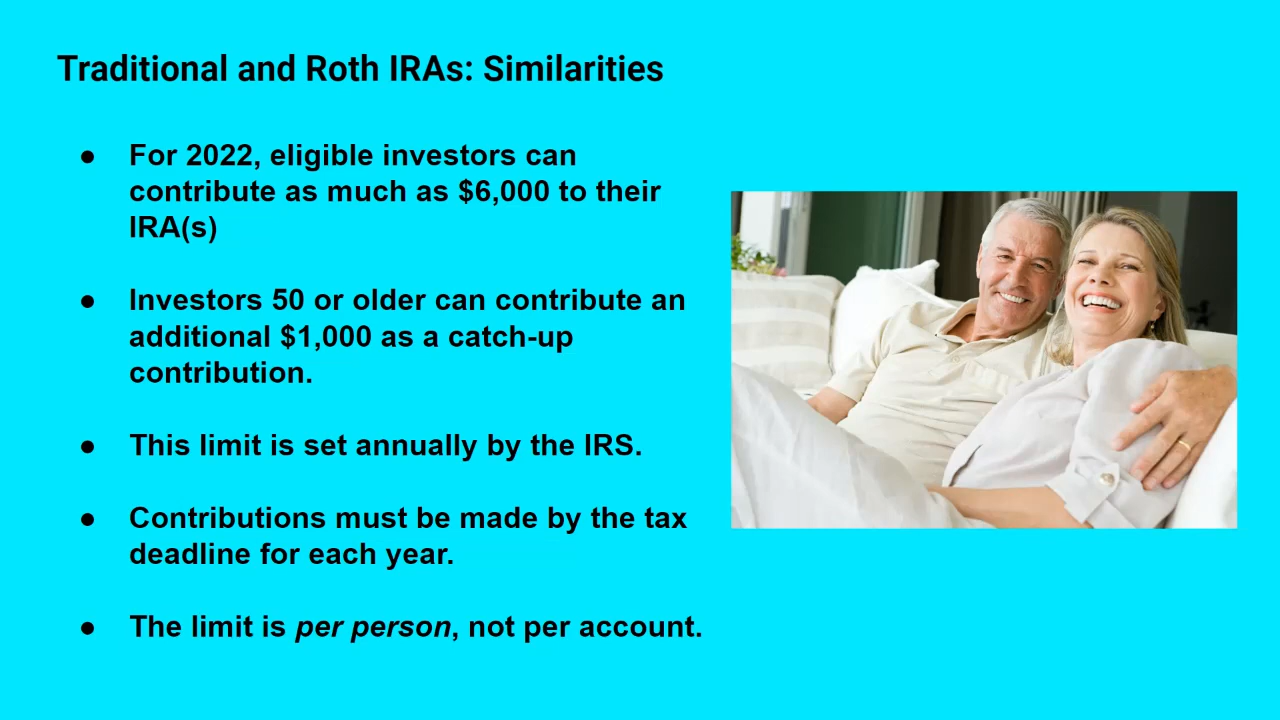 Traditional and Roth IRAs: Similarities
● For 2022, eligible investors can
contribute as much as $6,000 to their
IRA(s)
● Investors 50 or older can contribute an
additional $1,000 as a catch-up
contribution.
● This limit is set annually by the IRS.
● Contributions must be made by the tax
deadline for each year.
● The limit is per person, not per account.